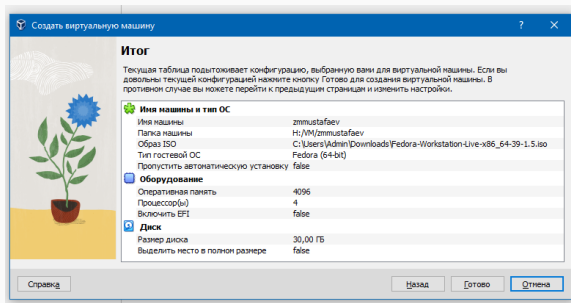 Создать виртуальную машину
Итог
Текущая таблица подытоживает конфигурацию, выбранную вами для виртуальной машины. Если вы
довольны текущей конфигурацией нажмите кнопку Готово для создания виртуальной машины. В
противном случае вы можете перейти к предыдущим страницам и изменить настройки.
Имя машины и тип ОС
Имя машины zmmustafaev
Папка машины H:/VM/zmmustafaev
Образ ISO C:\Users\Admin\Downloads\Fedora-Workstation-Live-x86_64-39-1.5.iso
Тип гостевой ОС Fedora (64-bit)
Пропустить автоматическую установку false
Оборудование
Оперативная память 4096
Процессор(ы) 4
Включить EFI false
Диск
Размер диска 30,00 ГБ
Выделить место в полном размере false
Справка Назад Готово Отмена